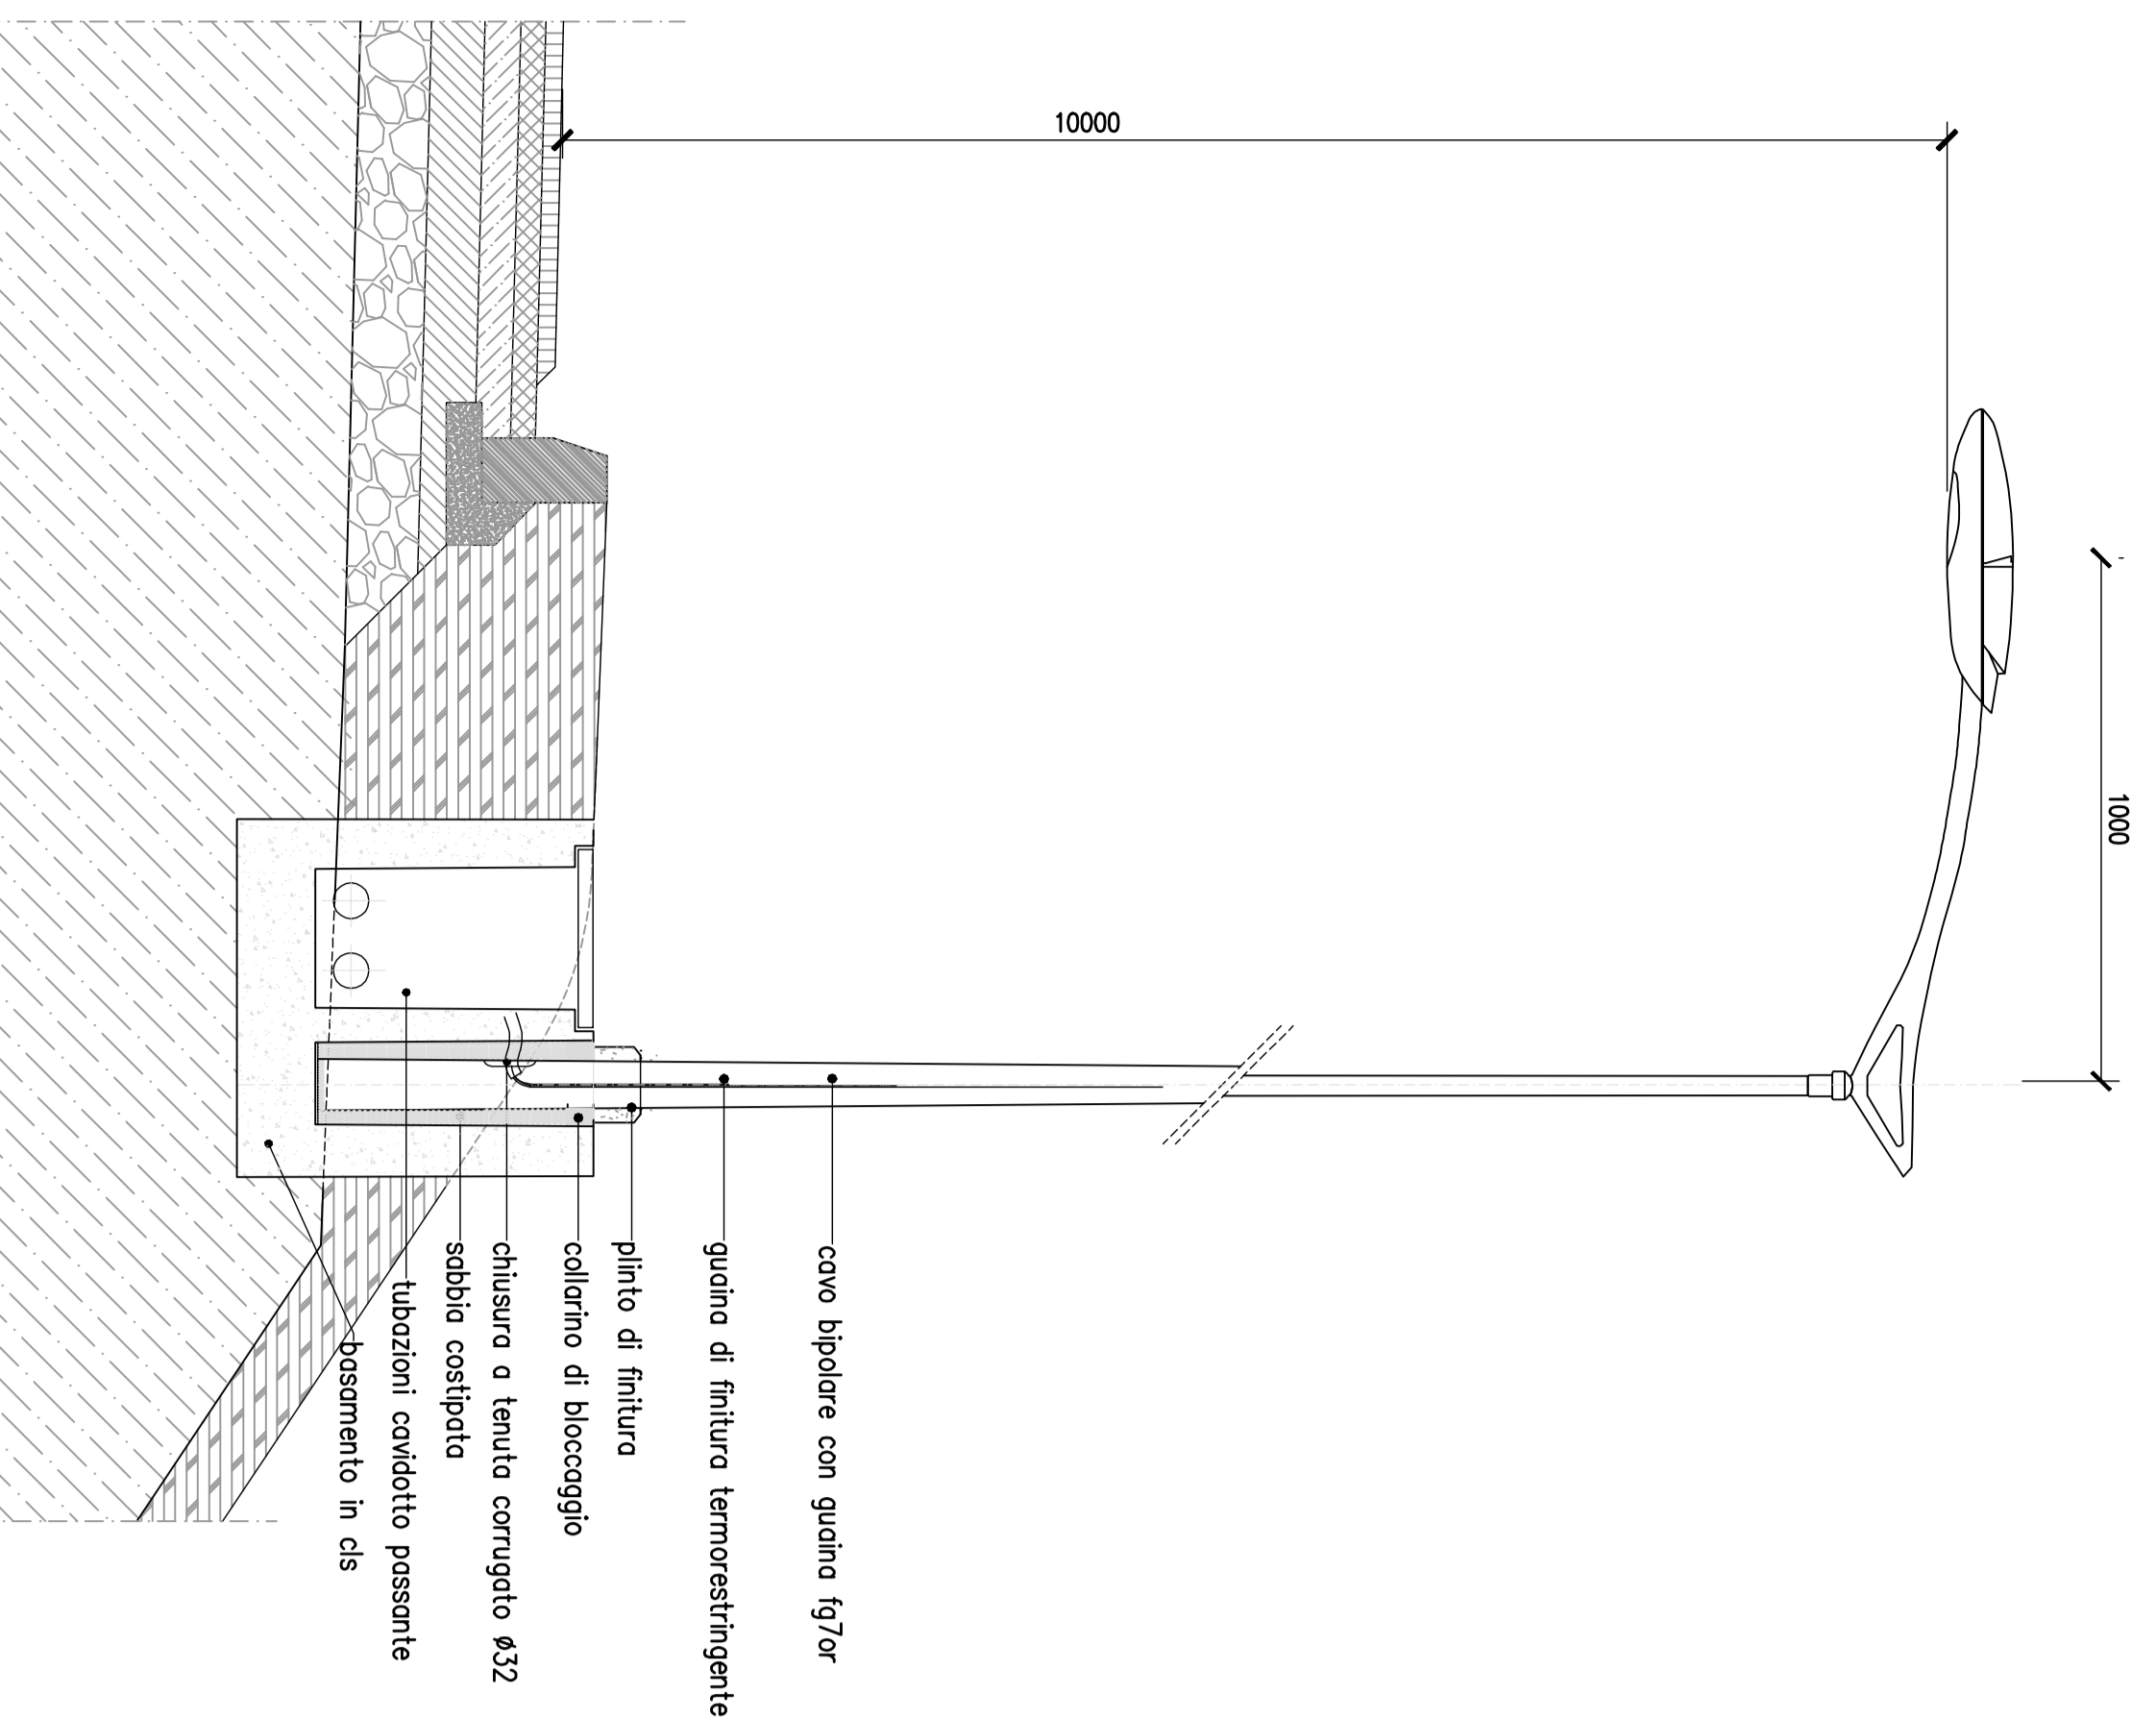 1000
10000
cavo bipolare con guaina fg7or
guaina di finitura termorestringente
plinto di finitura
collarino di bloccaggio
chiusura a tenuta corrugato ø32
sabbia costipata
tubazioni cavidotto passante
basamento in cls